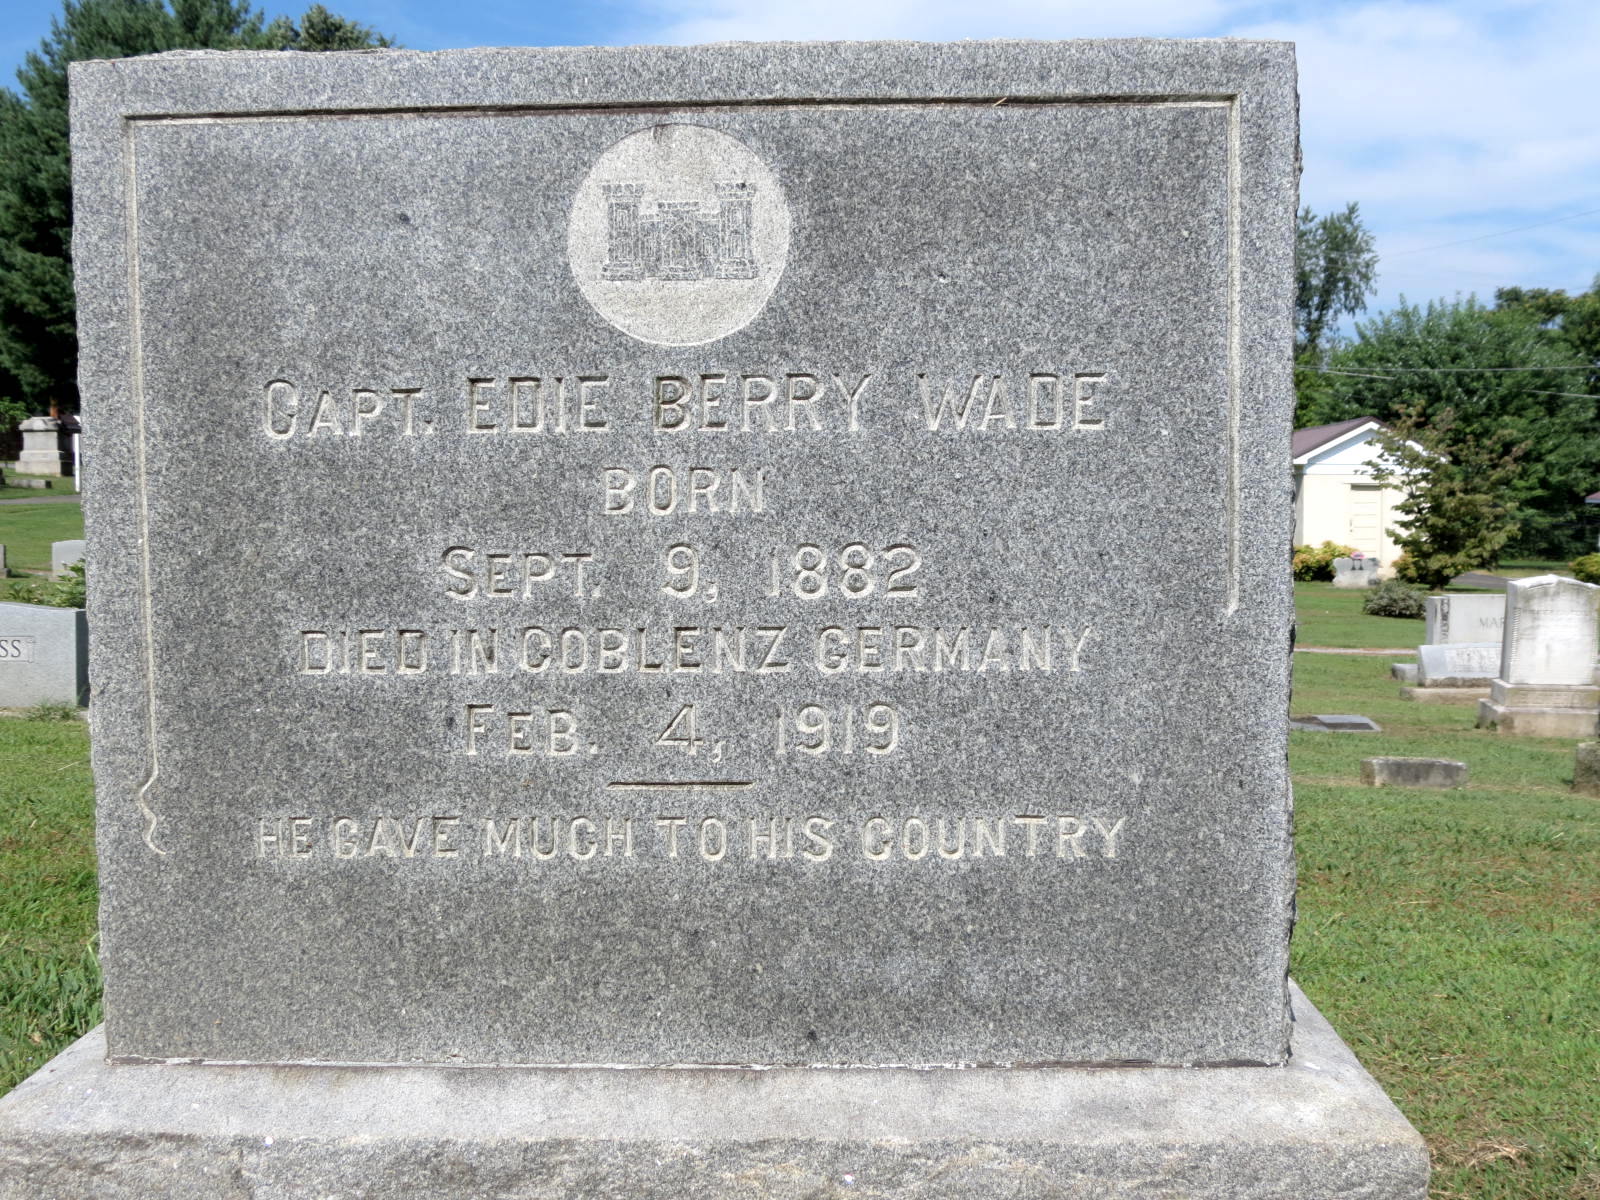 CAPT. EDIE BERRY WADE
BORN
SEPT. 9, 1882
DIED IN COBLENZ GERMANY
FEB. 4, 1919
HE GAVE MUCH TO HIS COUNTRY